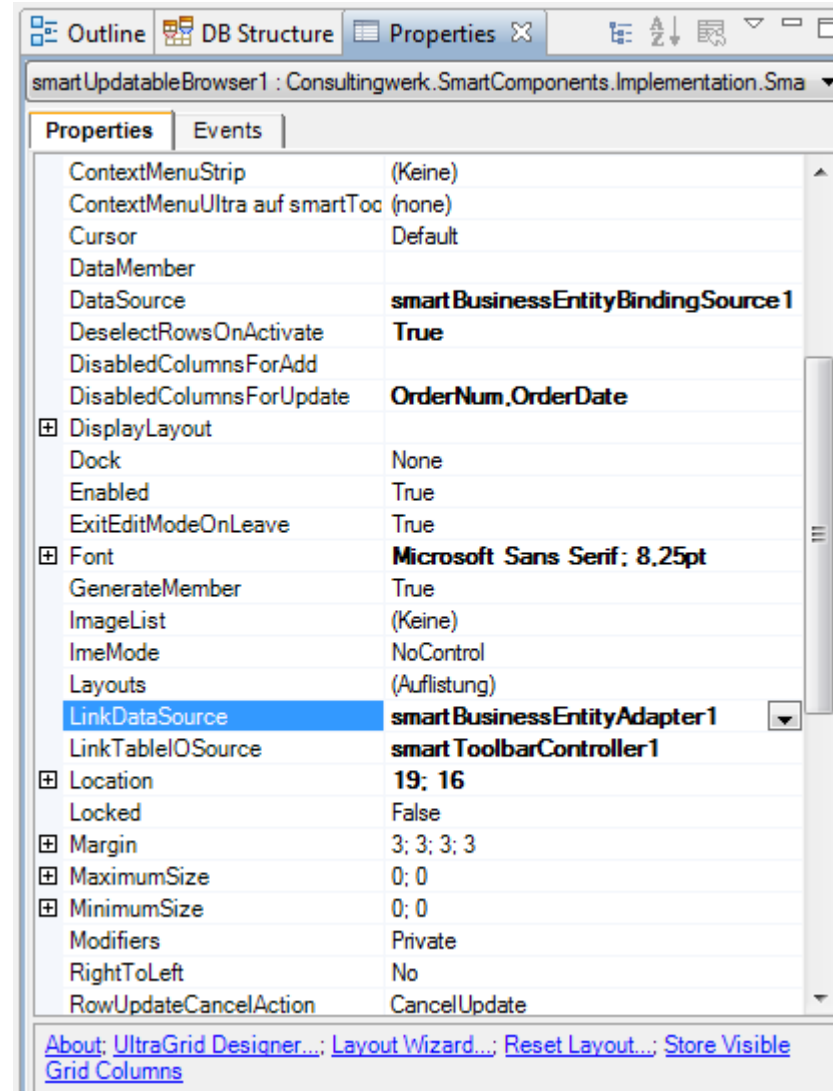 Outline DB Structure Properties
smartUpdatableBrowser1 : Consultingwerk.SmartComponents.Implementation.Sma
Properties Events
ContextMenuStrip (Keine)
ContextMenuUltra auf smartToo (none)
Cursor Default
DataMember
DataSource smartBusinessEntityBindingSource1
DeselectRowsOnActivate True
DisabledColumnsForAdd
DisabledColumnsForUpdate OrderNum,OrderDate
DisplayLayout
Dock None
Enabled True
ExitEditModeOnLeave True
Font Microsoft Sans Serif; 8,25pt
GenerateMember True
ImageList (Keine)
ImeMode NoControl
Layouts (Auflistung)
LinkDataSource smartBusinessEntityAdapter1
LinkTableIOSource smartToolbarController1
Location 19; 16
Locked False
Margin 3; 3; 3; 3
MaximumSize 0; 0
MinimumSize 0; 0
Modifiers Private
RightToLeft No
RowUpdateCancelAction CancelUpdate
About; UltraGrid Designer...; Layout Wizard...; Reset Layout...; Store Visible
Grid Columns